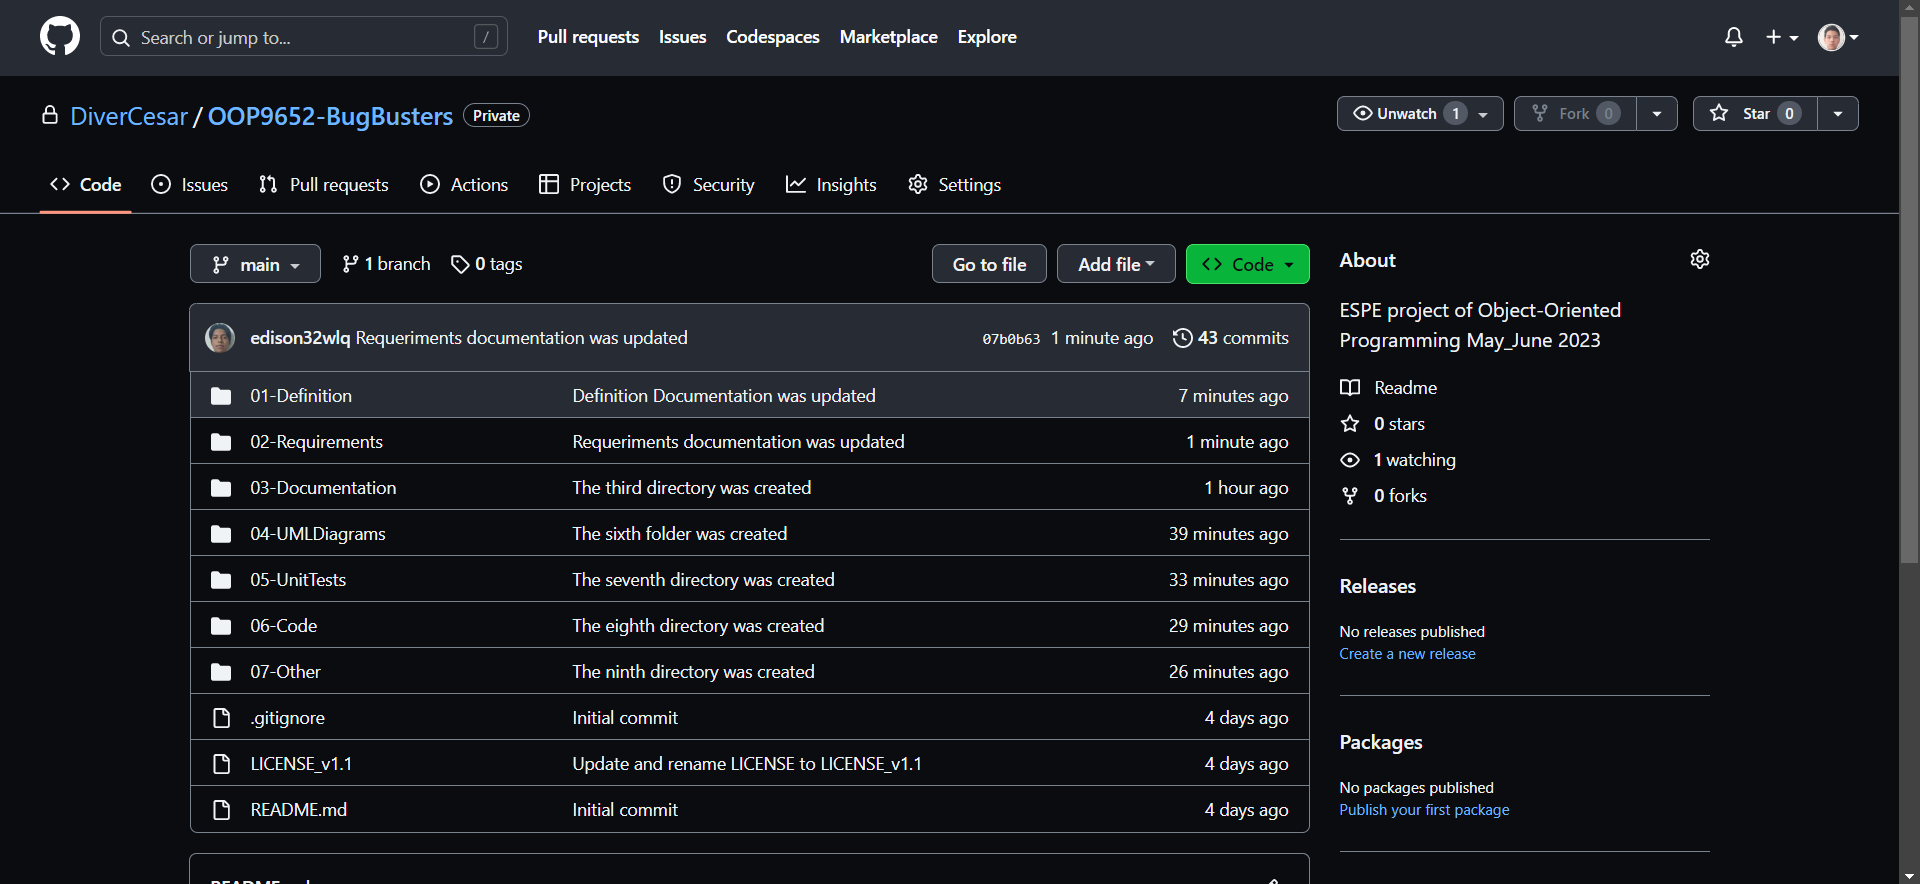 Search or jump to... / Pull requests Issues Codespaces Marketplace Explore
DiverCesar / OOP9652-BugBusters Private Unwatch 1 Fork 0 Star 0
Code Issues Pull requests Actions Projects Security Insights Settings
main 1 branch 0 tags Go to file Add file Code
edison32wlq Requeriments documentation was updated 07b0b63 1 minute ago 43 commits
01-Definition Definition Documentation was updated 7 minutes ago
02-Requirements Requeriments documentation was updated 1 minute ago
03-Documentation The third directory was created 1 hour ago
04-UMLDiagrams The sixth folder was created 39 minutes ago
05-UnitTests The seventh directory was created 33 minutes ago
06-Code The eighth directory was created 29 minutes ago
07-Other The ninth directory was created 26 minutes ago
.gitignore Initial commit 4 days ago
LICENSE_v1.1 Update and rename LICENSE to LICENSE_v1.1 4 days ago
README.md Initial commit 4 days ago
README.md
About
ESPE project of Object-Oriented
Programming May_June 2023
Readme
0 stars
1 watching
0 forks
Releases
No releases published
Create a new release
Packages
No packages published
Publish your first package